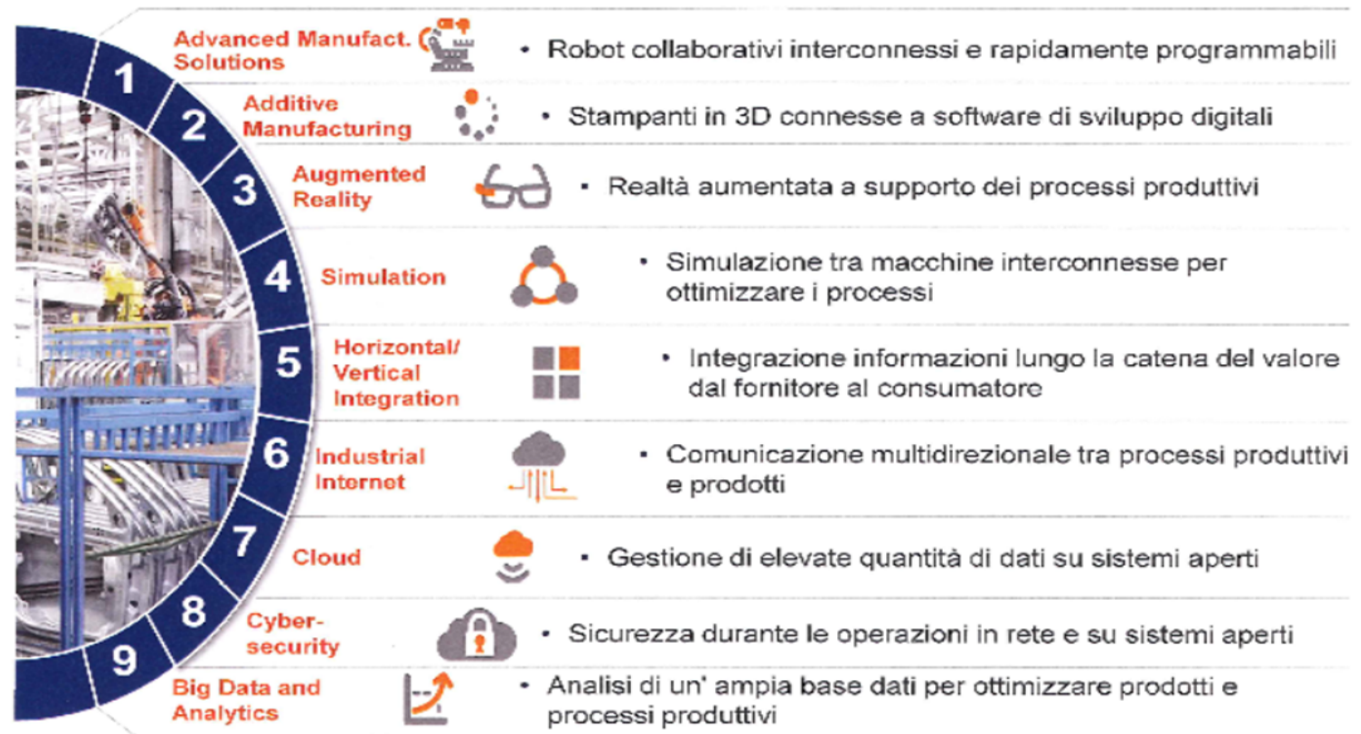 1
Advanced Manufact.
Solutions
▪ Robot collaborativi interconnessi e rapidamente programmabili
2
Additive
Manufacturing
▪ Stampanti in 3D connesse a software di sviluppo digitali
3
Augmented
Reality
▪ Realtà aumentata a supporto dei processi produttivi
4
Simulation
▪ Simulazione tra macchine interconnesse per
ottimizzare i processi
5
Horizontal/
Vertical
Integration
▪ Integrazione informazioni lungo la catena del valore
dal fornitore al consumatore
6
Industrial
Internet
▪ Comunicazione multidirezionale tra processi produttivi
e prodotti
7
Cloud
▪ Gestione di elevate quantità di dati su sistemi aperti
8
Cyber-
security
▪ Sicurezza durante le operazioni in rete e su sistemi aperti
9
Big Data and
Analytics
▪ Analisi di un' ampia base dati per ottimizzare prodotti e
processi produttivi